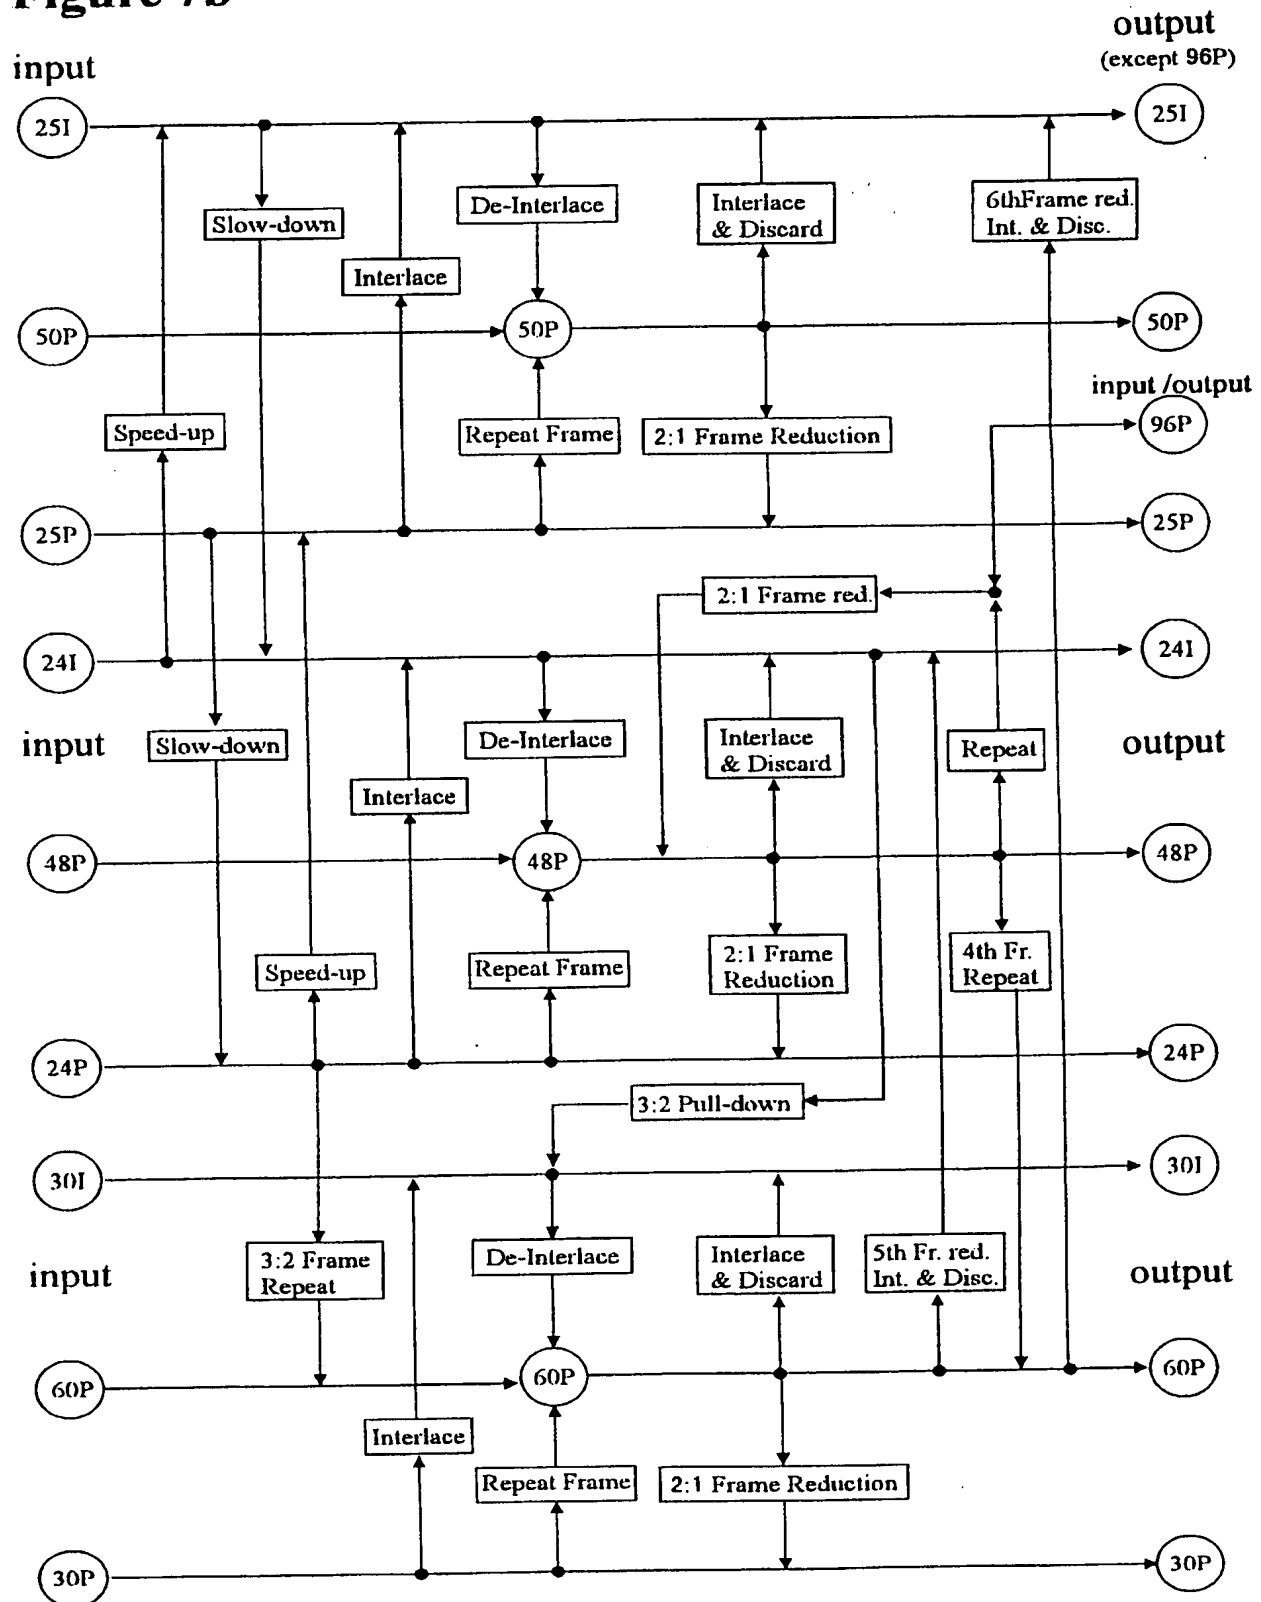 Figure 7b
output
(except 96P)
input
25I
25I
De-Interlace
Interlace
& Discard
6thFrame red.
Int. & Disc.
Slow-down
Interlace
50P
50P
50P
input /output
Speed-up
Repeat Frame
2:1 Frame Reduction
96P
25P
25P
2:1 Frame red.
24I
24I
input
Slow-down
De-Interlace
Interlace
& Discard
Repeat
output
Interlace
48P
48P
48P
Speed-up
Repeat Frame
2:1 Frame
Reduction
4th Fr.
Repeat
24P
24P
3:2 Pull-down
30I
30I
input
3:2 Frame
Repeat
De-Interlace
Interlace
& Discard
5th Fr. red.
Int. & Disc.
output
60P
60P
60P
Interlace
Repeat Frame
2:1 Frame Reduction
30P
30P